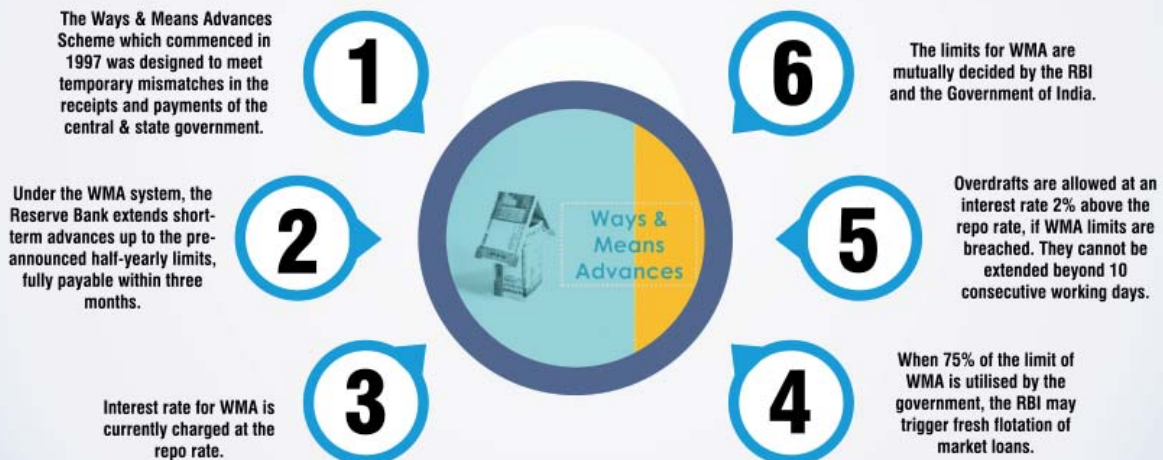 1
The Ways & Means Advances
Scheme which commenced in
1997 was designed to meet
temporary mismatches in the
receipts and payments of the
central & state government.
2
Under the WMA system, the
Reserve Bank extends short-
term advances up to the pre-
announced half-yearly limits,
fully payable within three
months.
3
Interest rate for WMA is
currently charged at the
repo rate.
Ways &
Means
Advances
4
When 75% of the limit of
WMA is utilised by the
government, the RBI may
trigger fresh flotation of
market loans.
5
Overdrafts are allowed at an
interest rate 2% above the
repo rate, if WMA limits are
breached. They cannot be
extended beyond 10
consecutive working days.
6
The limits for WMA are
mutually decided by the RBI
and the Government of India.